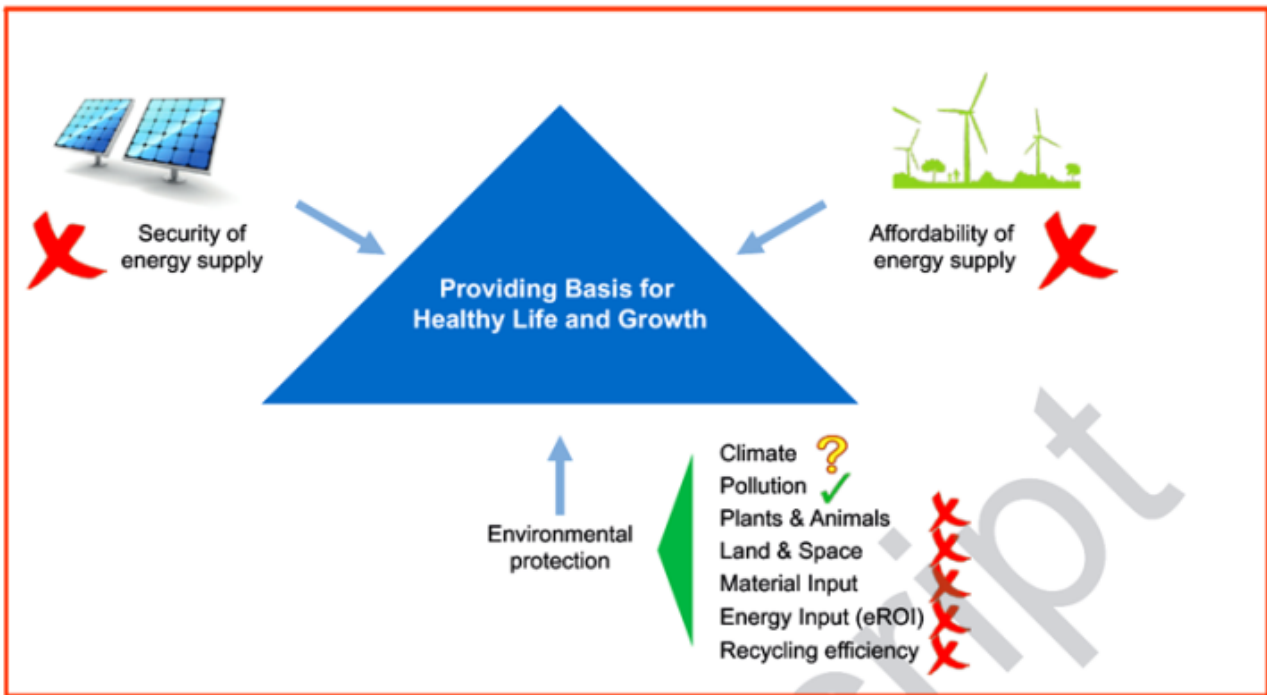 Security of
energy supply
Affordability of
energy supply
Providing Basis for
Healthy Life and Growth
Environmental
protection
Climate ?
Pollution
Plants & Animals
Land & Space
Material Input
Energy Input (eROI)
Recycling efficiency
ript